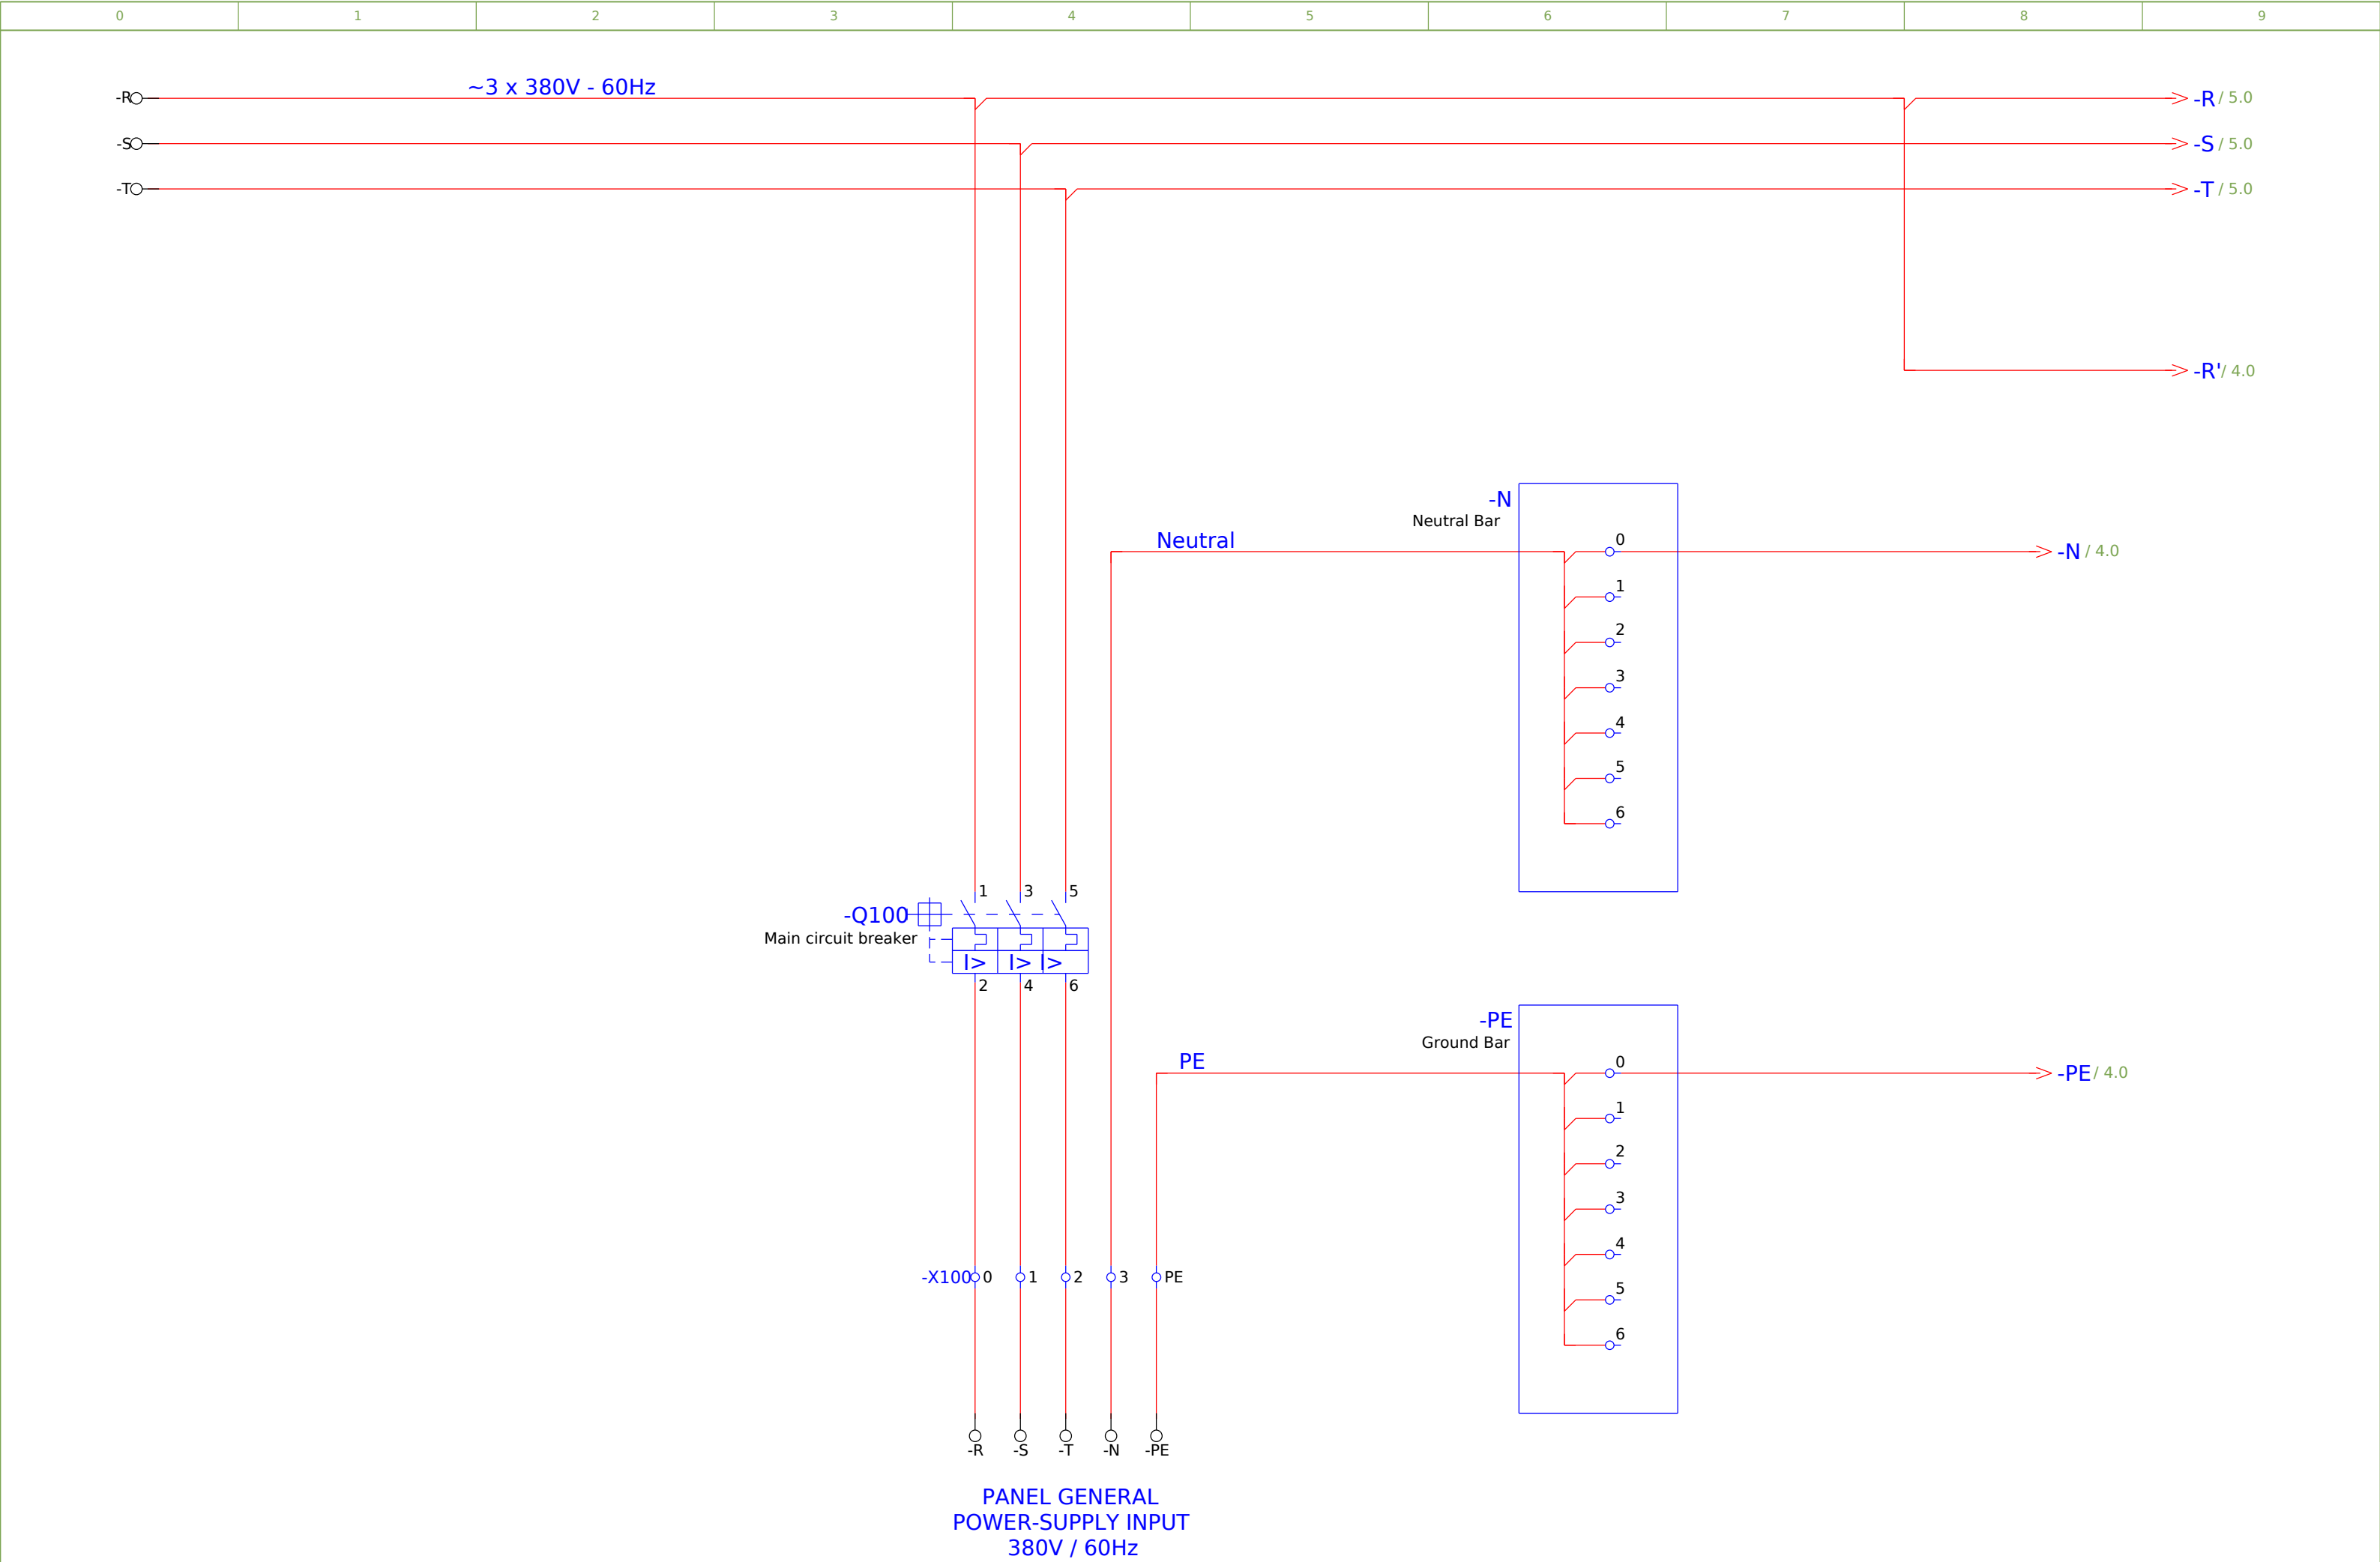 0 1 2 3 4 5 6 7 8 9
~3 x 380V - 60Hz
-R -R / 5.0
-S -S / 5.0
-T -T / 5.0
-R' / 4.0
-N
Neutral Bar
Neutral 0 -N / 4.0
1
2
3
4
5
6
1 3 5
-Q100
Main circuit breaker
I> I> I>
2 4 6
-PE
Ground Bar
PE 0 -PE / 4.0
1
2
3
4
5
6
-X100 0 1 2 3 PE
-R -S -T -N -PE
PANEL GENERAL
POWER-SUPPLY INPUT
380V / 60Hz